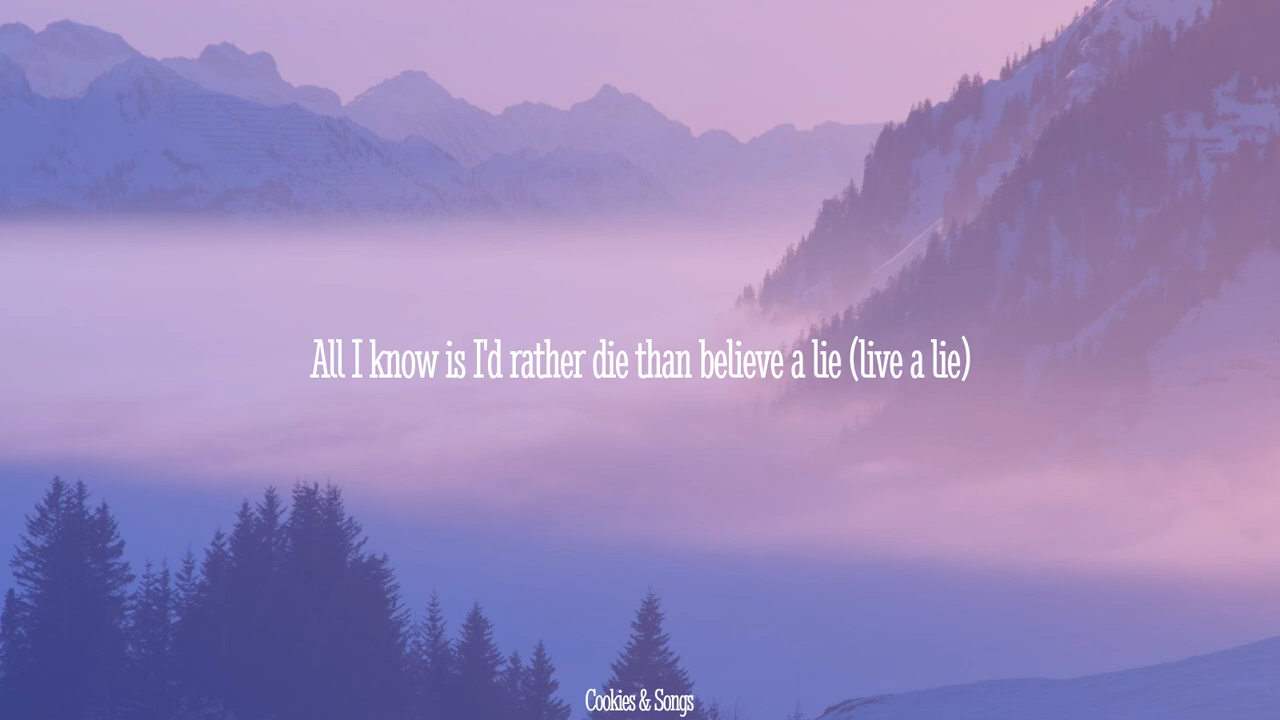 All I know is I'd rather die than believe a lie (live a lie)
Cookies & Songs